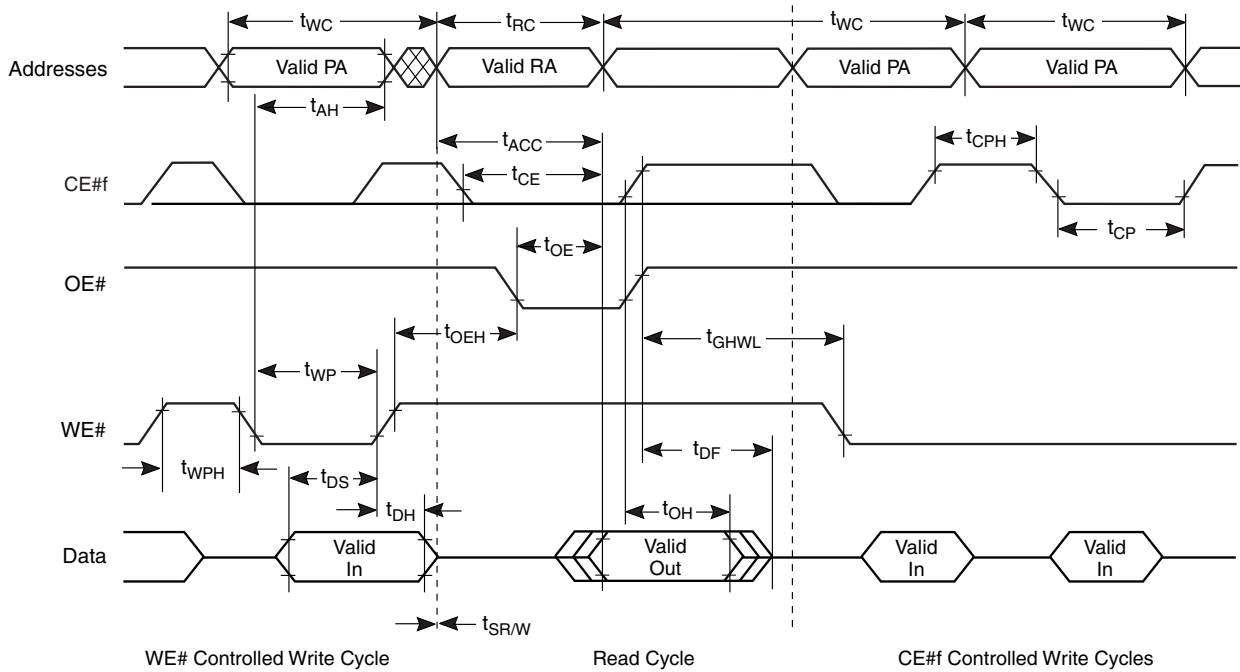 tWC tRC tWC tWC
Addresses Valid PA Valid RA Valid PA Valid PA
tAH
tACC tCPH
CE#f tCE
tCP
tOE
OE#
tOEH tGHWL
tWP
WE#
tWPH tDS tDF
tDH tOH
Data Valid In Valid Out Valid In Valid In
tSR/W
WE# Controlled Write Cycle Read Cycle CE#f Controlled Write Cycles